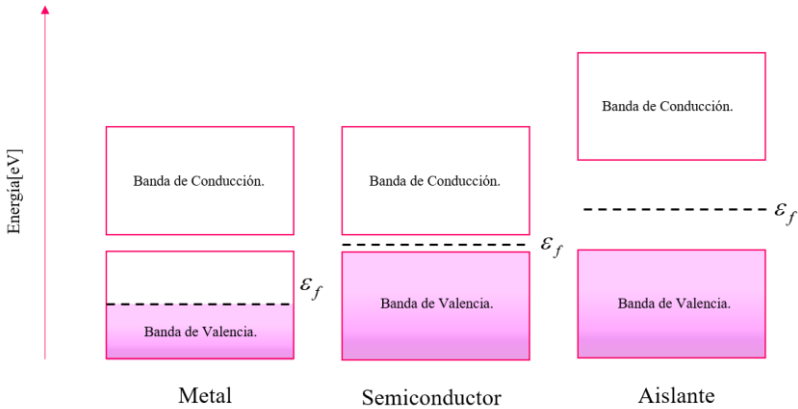 Energía[eV]
Banda de Conducción.
Banda de Valencia.
ε_f
Metal
Banda de Conducción.
Banda de Valencia.
ε_f
Semiconductor
Banda de Conducción.
Banda de Valencia.
ε_f
Aislante